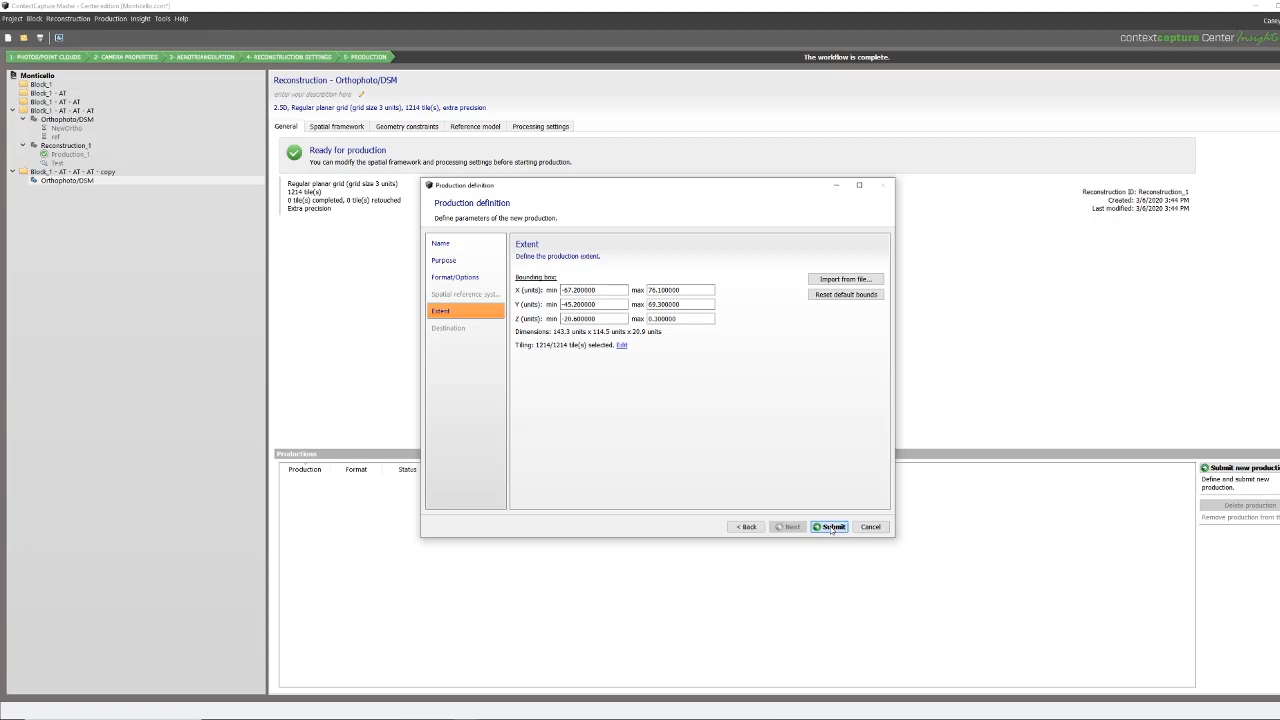 ContextCapture Master - Center edition [Monticello.ccm*]
Project Block Reconstruction Production Insight Tools Help
Casey
contextcapture Center Insights
1- PHOTOS/POINT CLOUDS 2- CAMERA PROPERTIES 3- AEROTRIANGULATION 4- RECONSTRUCTION SETTINGS 5- PRODUCTION The workflow is complete.
Monticello
Block_1
Block_1 - AT
Block_1 - AT - AT
Block_1 - AT - AT - AT
Orthophoto/DSM
NewOrtho
ref
Reconstruction_1
Production_1
Test
Block_1 - AT - AT - AT - copy
Orthophoto/DSM
Reconstruction - Orthophoto/DSM
enter your description here
2.5D, Regular planar grid (grid size 3 units), 1214 tile(s), extra precision
General Spatial framework Geometry constraints Reference model Processing settings
Ready for production
You can modify the spatial framework and processing settings before starting production.
Regular planar grid (grid size 3 units)
1214 tile(s)
0 tile(s) completed, 0 tile(s) retouched
Extra precision
Reconstruction ID: Reconstruction_1
Created: 3/6/2020 3:44 PM
Last modified: 3/6/2020 3:44 PM
Production definition
Production definition
Define parameters of the new production.
Name
Purpose
Format/Options
Spatial reference syst...
Extent
Destination
Extent
Define the production extent.
Bounding box:
X (units): min -67.200000 max 76.100000
Y (units): min -45.200000 max 69.300000
Z (units): min -20.600000 max 0.300000
Dimensions: 143.3 units x 114.5 units x 20.9 units
Tiling: 1214/1214 tile(s) selected. Edit
Import from file...
Reset default bounds
< Back Next Submit Cancel
Productions
Production Format Status
Submit new producti
Define and submit new
production.
Delete production
Remove production from th